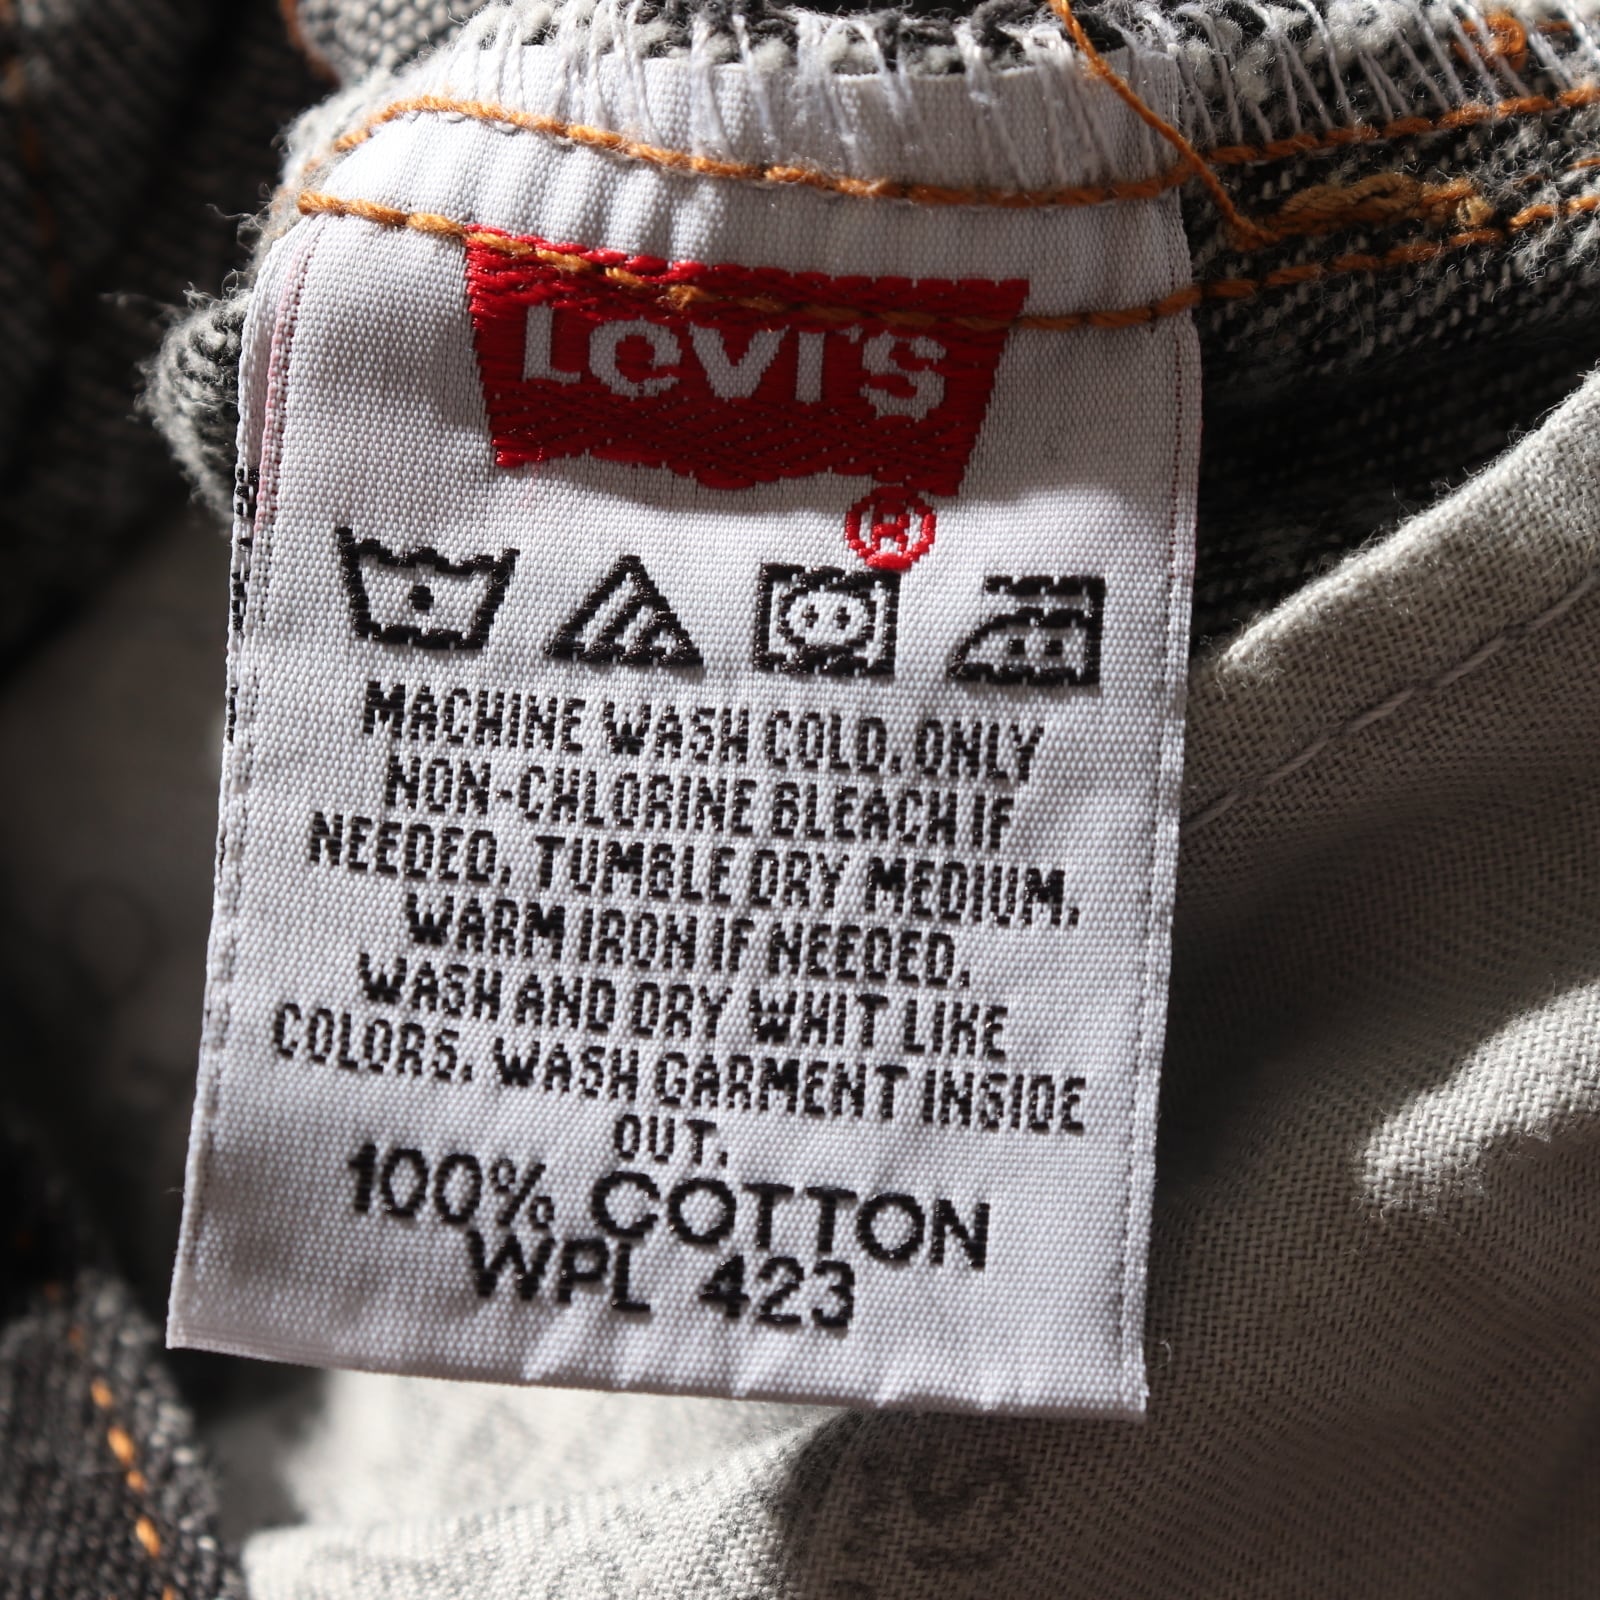 Levi's
®
MACHINE WASH COLD. ONLY
NON-CHLORINE BLEACH IF
NEEDED. TUMBLE DRY MEDIUM.
WARM IRON IF NEEDED.
WASH AND DRY WHIT LIKE
COLORS. WASH GARMENT INSIDE
OUT.
100% COTTON
WPL 423